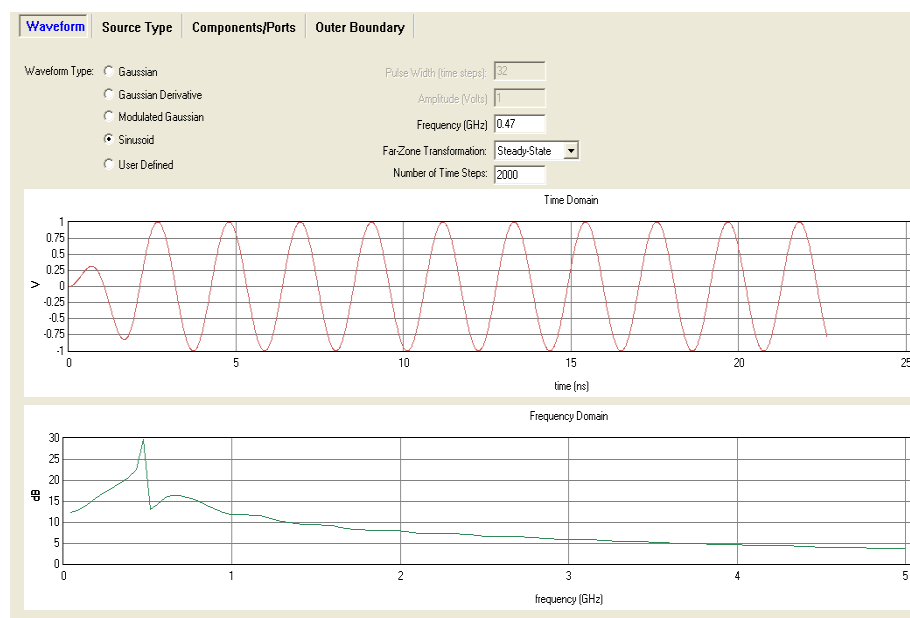 Waveform Source Type Components/Ports Outer Boundary
Waveform Type: Gaussian
Gaussian Derivative
Modulated Gaussian
Sinusoid
User Defined
Pulse Width (time steps): 32
Amplitude (Volts) 1
Frequency (GHz) 0.47
Far-Zone Transformation: Steady-State
Number of Time Steps: 2000
Time Domain
1
0.75
0.5
0.25
0
-0.25
-0.5
-0.75
-1
V
0 5 10 15 20 25
time (ns)
Frequency Domain
30
25
20
15
10
5
0
dB
0 1 2 3 4 5
frequency (GHz)